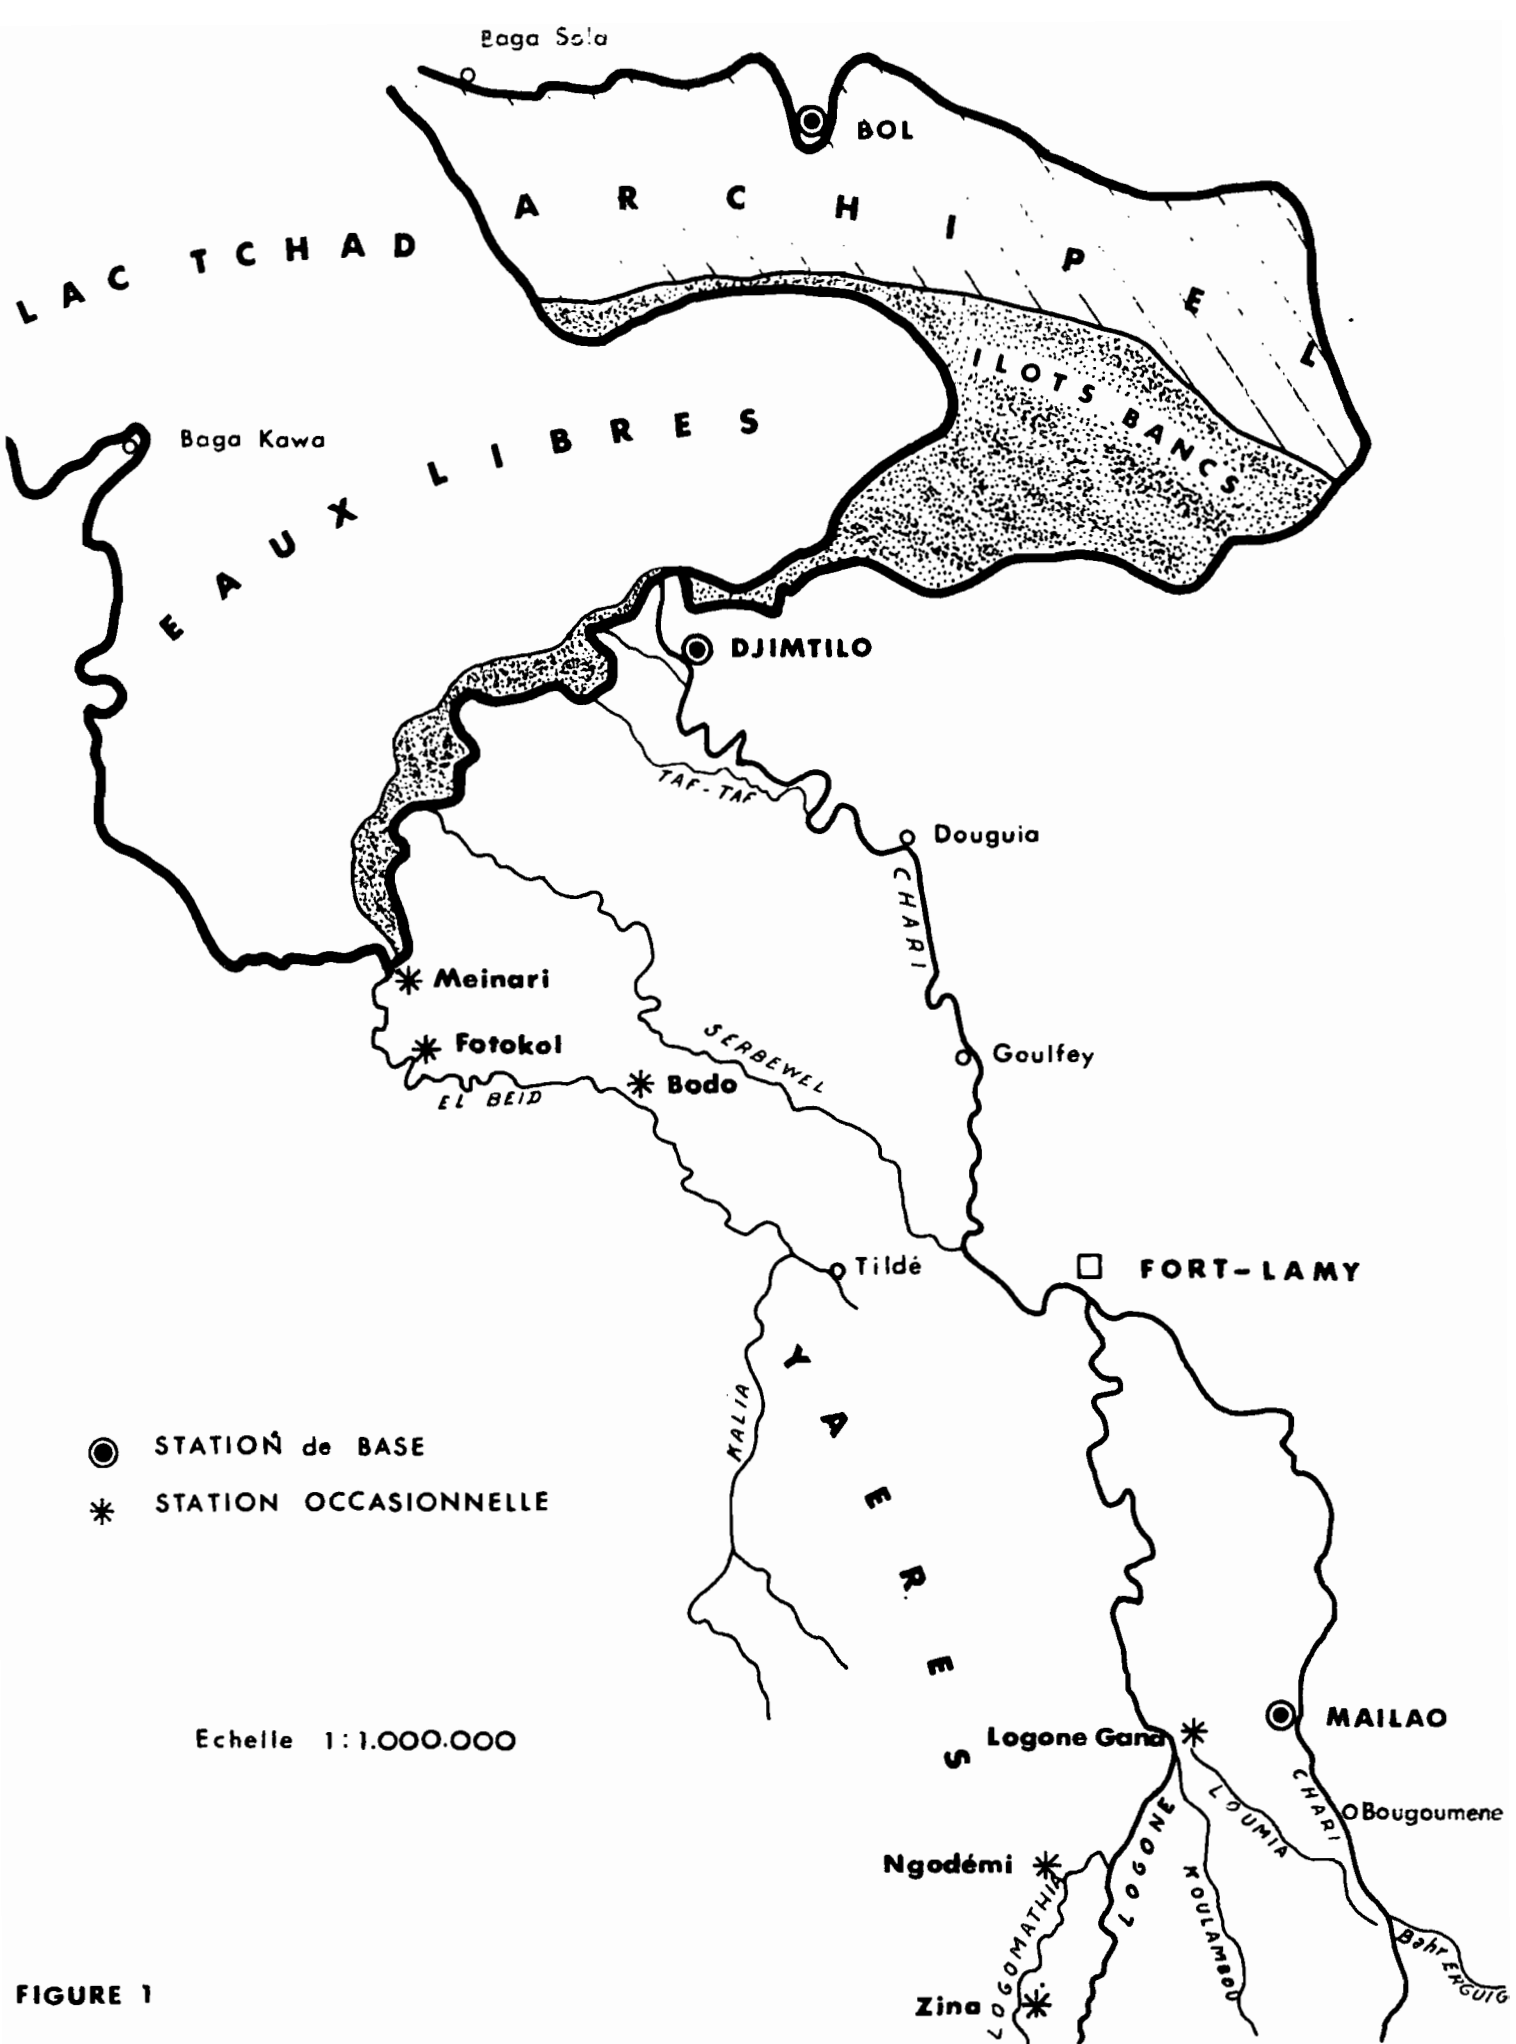 Baga Sola
BOL
ARCHIPEL
LAC TCHAD
ILOTS BANCS
Baga Kawa
EAUX LIBRES
DJIMTILO
TAF-TAF
Douguia
CHARI
Meinari
Fotokol
SERBEWEL
Goulfey
Bodo
EL BEID
Tildé
FORT-LAMY
YAERES
KALIA
STATION de BASE
STATION OCCASIONNELLE
Echelle 1:1.000.000
Logone Gana
MAILAO
CHARI
LOUMIA
Bougoumene
LOGONE
Ngodémi
KOULAMBOU
LOGOMATHIA
Bahr ERGUIG
Zina
FIGURE 1